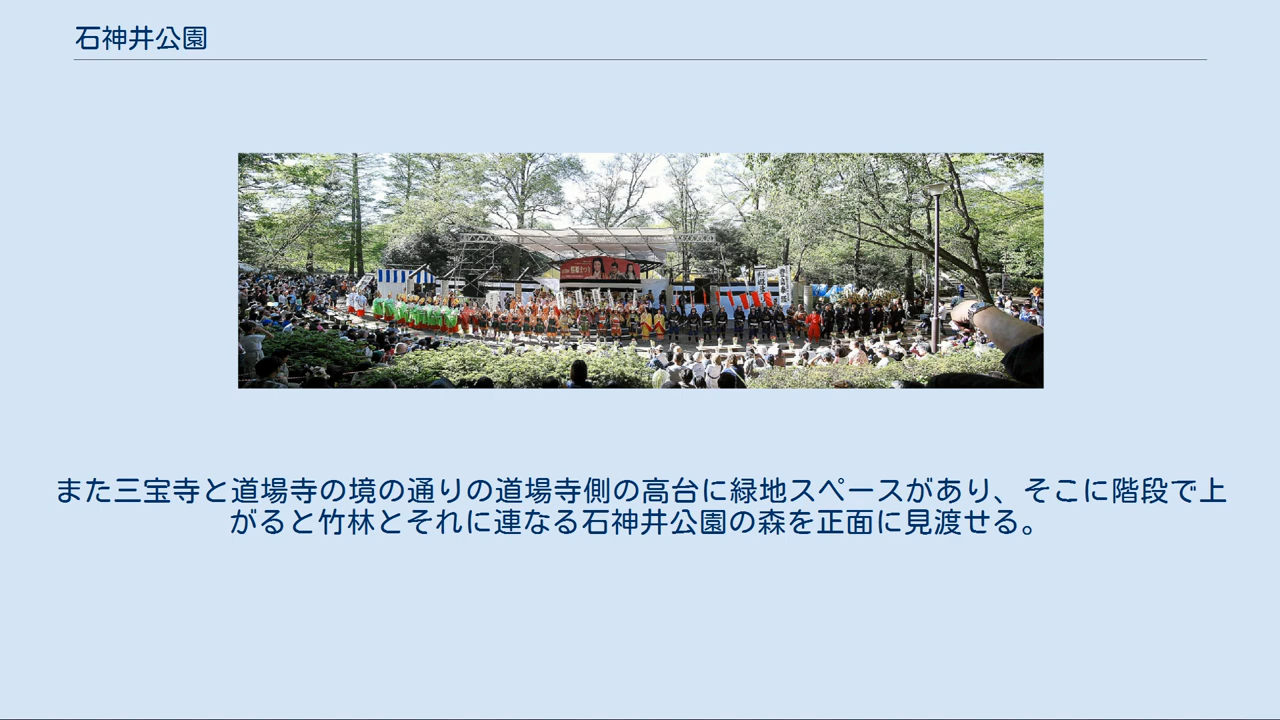 石神井公園
また三宝寺と道場寺の境の通りの道場寺側の高台に緑地スペースがあり、そこに階段で上
がると竹林とそれに連なる石神井公園の森を正面に見渡せる。